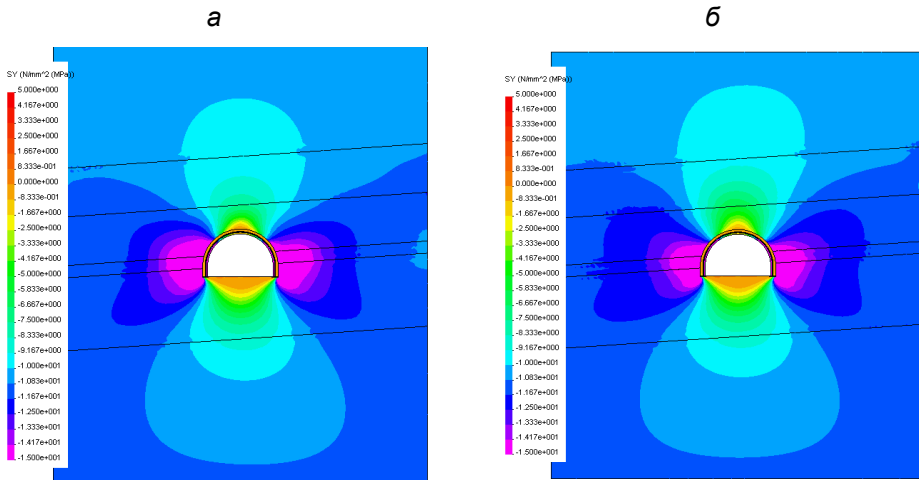 а
б
SY (N/mm^2 (MPa))
5.000e+000
4.167e+000
3.333e+000
2.500e+000
1.667e+000
8.333e-001
0.000e+000
-8.333e-001
-1.667e+000
-2.500e+000
-3.333e+000
-4.167e+000
-5.000e+000
-5.833e+000
-6.667e+000
-7.500e+000
-8.333e+000
-9.167e+000
-1.000e+001
-1.083e+001
-1.167e+001
-1.250e+001
-1.333e+001
-1.417e+001
-1.500e+001
SY (N/mm^2 (MPa))
5.000e+000
4.167e+000
3.333e+000
2.500e+000
1.667e+000
8.333e-001
0.000e+000
-8.333e-001
-1.667e+000
-2.500e+000
-3.333e+000
-4.167e+000
-5.000e+000
-5.833e+000
-6.667e+000
-7.500e+000
-8.333e+000
-9.167e+000
-1.000e+001
-1.083e+001
-1.167e+001
-1.250e+001
-1.333e+001
-1.417e+001
-1.500e+001